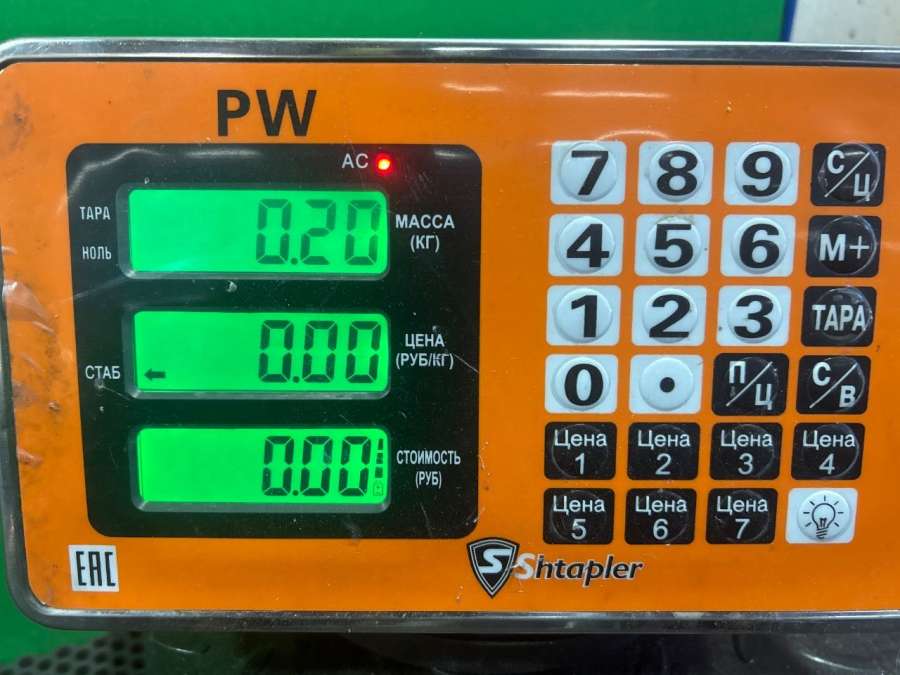 PW
AC
ТАРА
НОЛЬ
0.20
МАССА
(КГ)
СТАБ
0.00
ЦЕНА
(РУБ/КГ)
0.00
СТОИМОСТЬ
(РУБ)
7 8 9 С/Ц
4 5 6 М+
1 2 3 ТАРА
0 . П/Ц С/В
Цена 1 Цена 2 Цена 3 Цена 4
Цена 5 Цена 6 Цена 7
EAC
S Shtapler